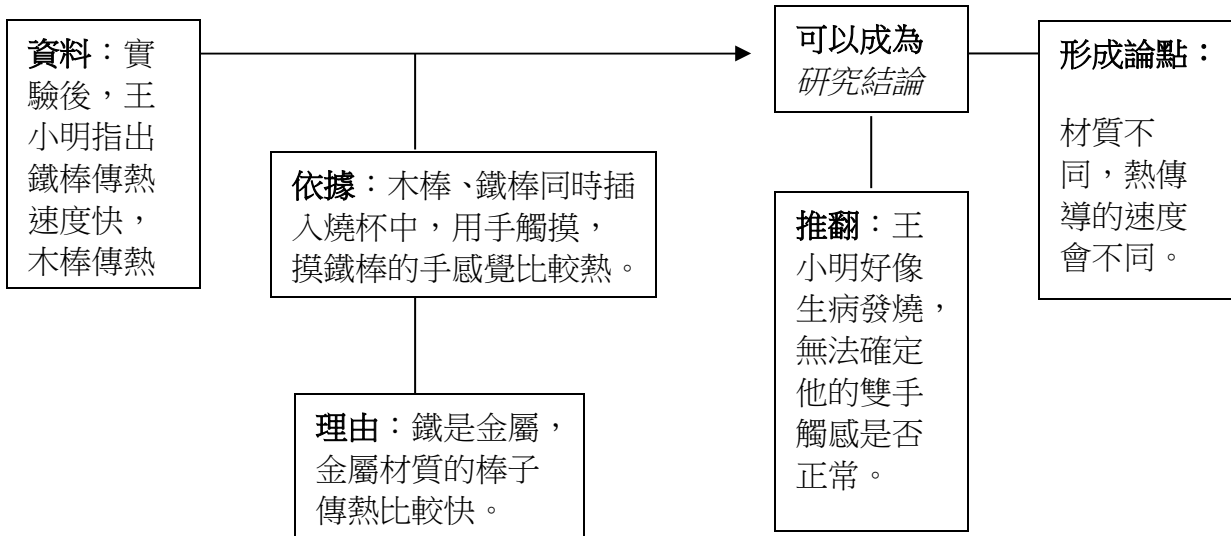 資料：實
驗後，王
小明指出
鐵棒傳熱
速度快，
木棒傳熱
依據：木棒、鐵棒同時插
入燒杯中，用手觸摸，
摸鐵棒的手感覺比較熱。
理由：鐵是金屬，
金屬材質的棒子
傳熱比較快。
可以成為
研究結論
推翻：王
小明好像
生病發燒，
無法確定
他的雙手
觸感是否
正常。
形成論點：
材質不
同，熱傳
導的速度
會不同。